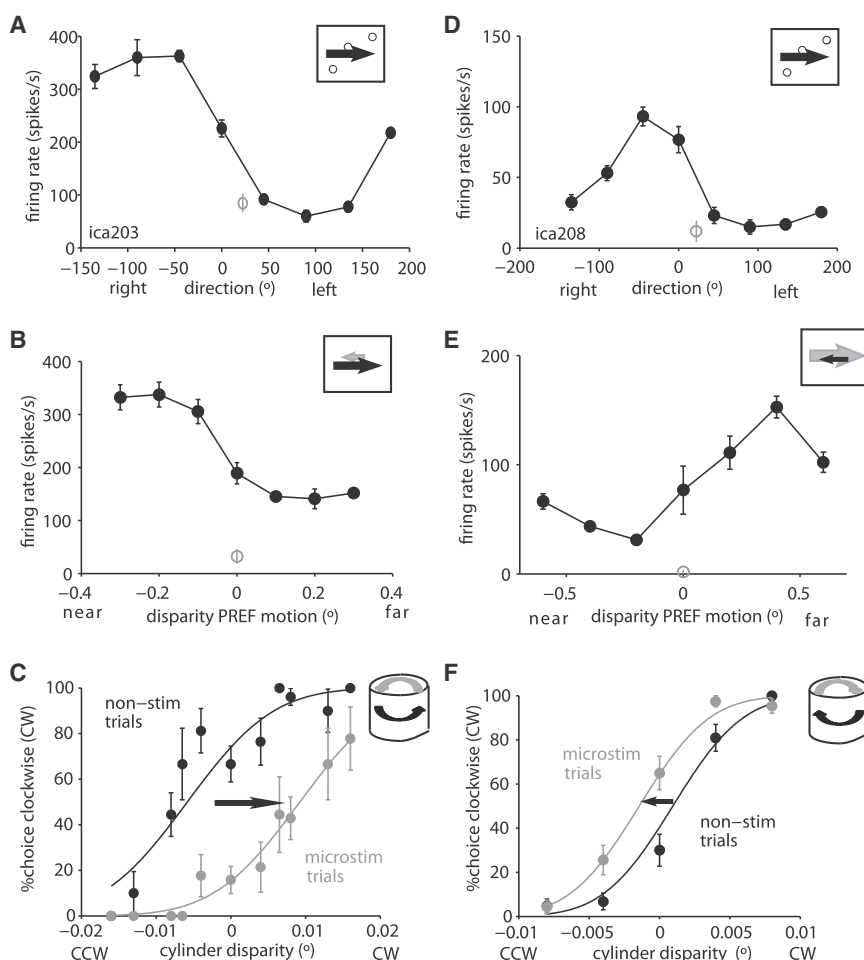 A
firing rate (spikes/s)
400
300
200
100
0
ica203
−150 −100 −50 0 50 100 150 200
right direction (º) left
D
firing rate (spikes/s)
150
100
50
0
ica208
−200 −100 0 100 200
right direction (º) left
B
firing rate (spikes/s)
400
300
200
100
0
−0.4 −0.2 0 0.2 0.4
near disparity PREF motion (º) far
E
firing rate (spikes/s)
200
100
0
−0.5 0 0.5
near disparity PREF motion (º) far
C
%choice clockwise (CW)
100
80
60
40
20
0
non−stim
trials
microstim
trials
−0.02 −0.01 0 0.01 0.02
CCW cylinder disparity (º) CW
F
%choice clockwise (CW)
100
80
60
40
20
0
microstim
trials
non−stim
trials
−0.01 −0.005 0 0.005 0.01
CCW cylinder disparity (º) CW